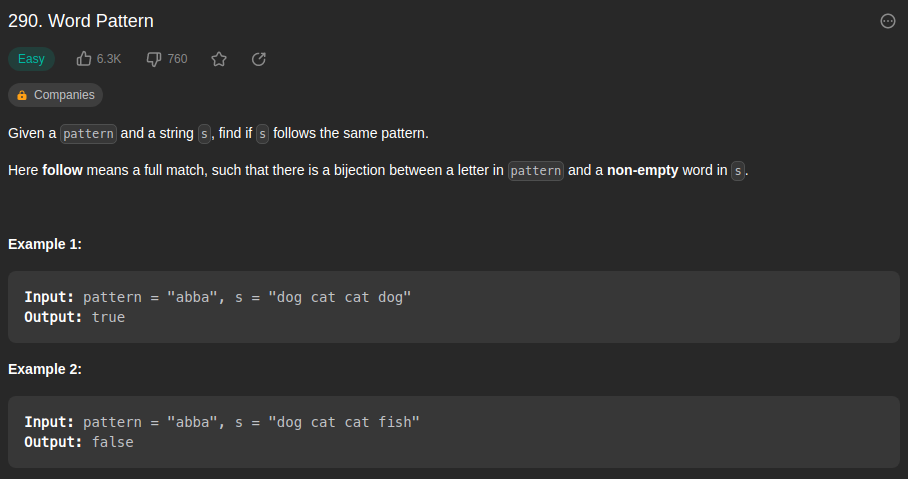 290. Word Pattern
Easy 6.3K 760
Companies
Given a pattern and a string s, find if s follows the same pattern.
Here follow means a full match, such that there is a bijection between a letter in pattern and a non-empty word in s.
Example 1:
Input: pattern = "abba", s = "dog cat cat dog"
Output: true
Example 2:
Input: pattern = "abba", s = "dog cat cat fish"
Output: false